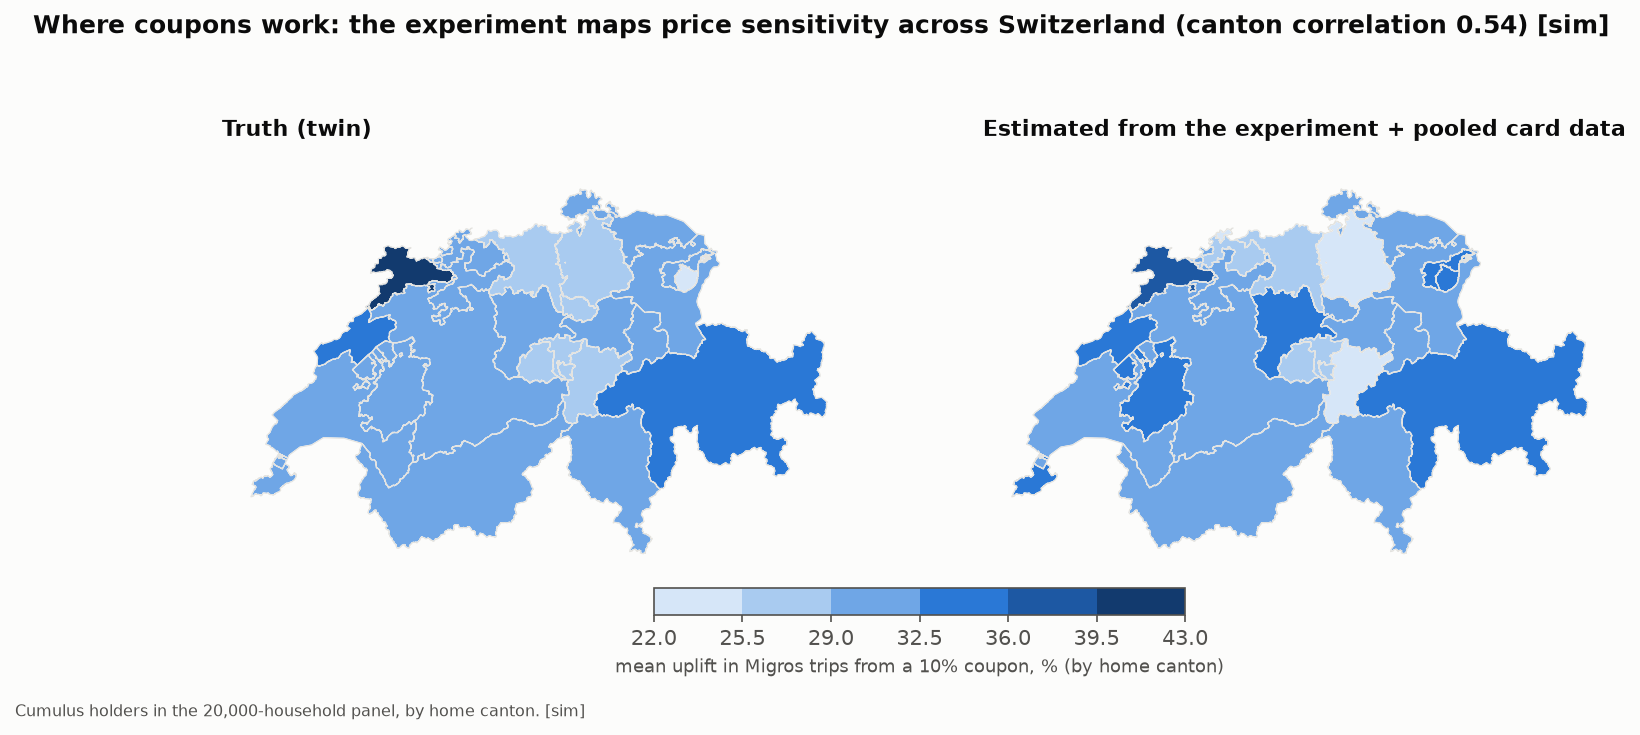 Where coupons work: the experiment maps price sensitivity across Switzerland (canton correlation 0.54) [sim]
Truth (twin)
Estimated from the experiment + pooled card data
22.0 25.5 29.0 32.5 36.0 39.5 43.0
mean uplift in Migros trips from a 10% coupon, % (by home canton)
Cumulus holders in the 20,000-household panel, by home canton. [sim]